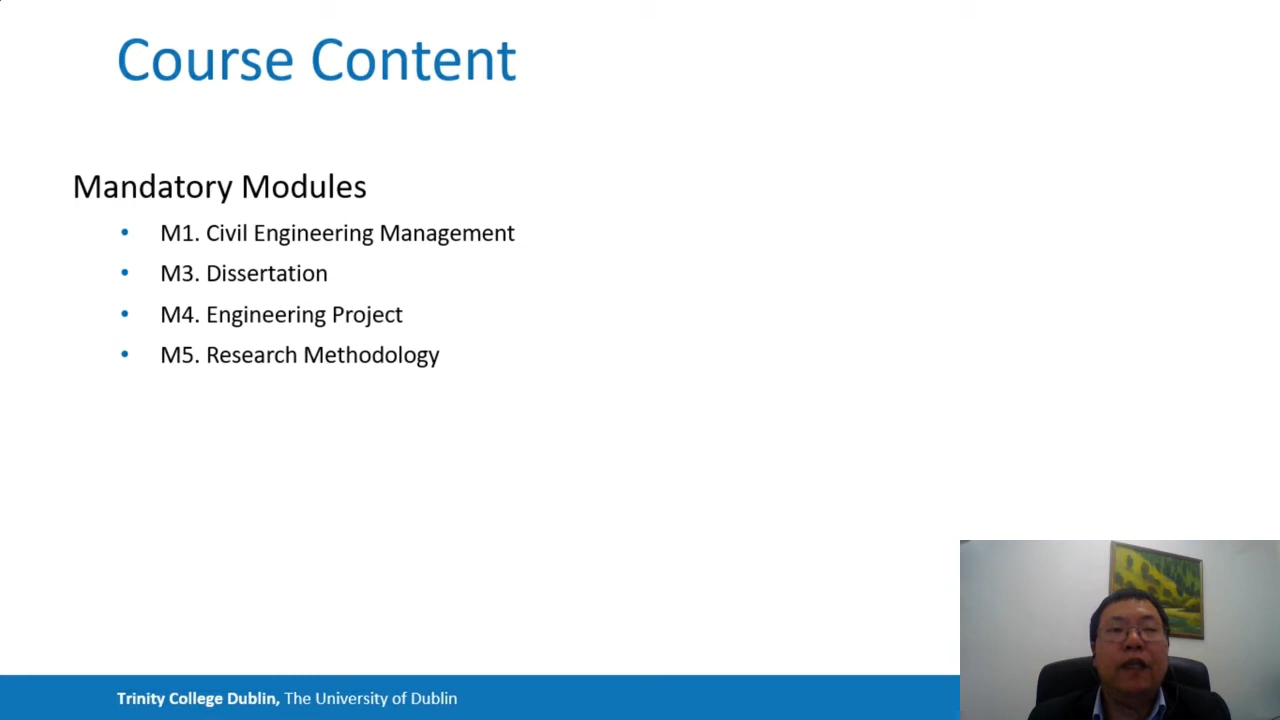 Course Content
Mandatory Modules
• M1. Civil Engineering Management
• M3. Dissertation
• M4. Engineering Project
• M5. Research Methodology
Trinity College Dublin, The University of Dublin